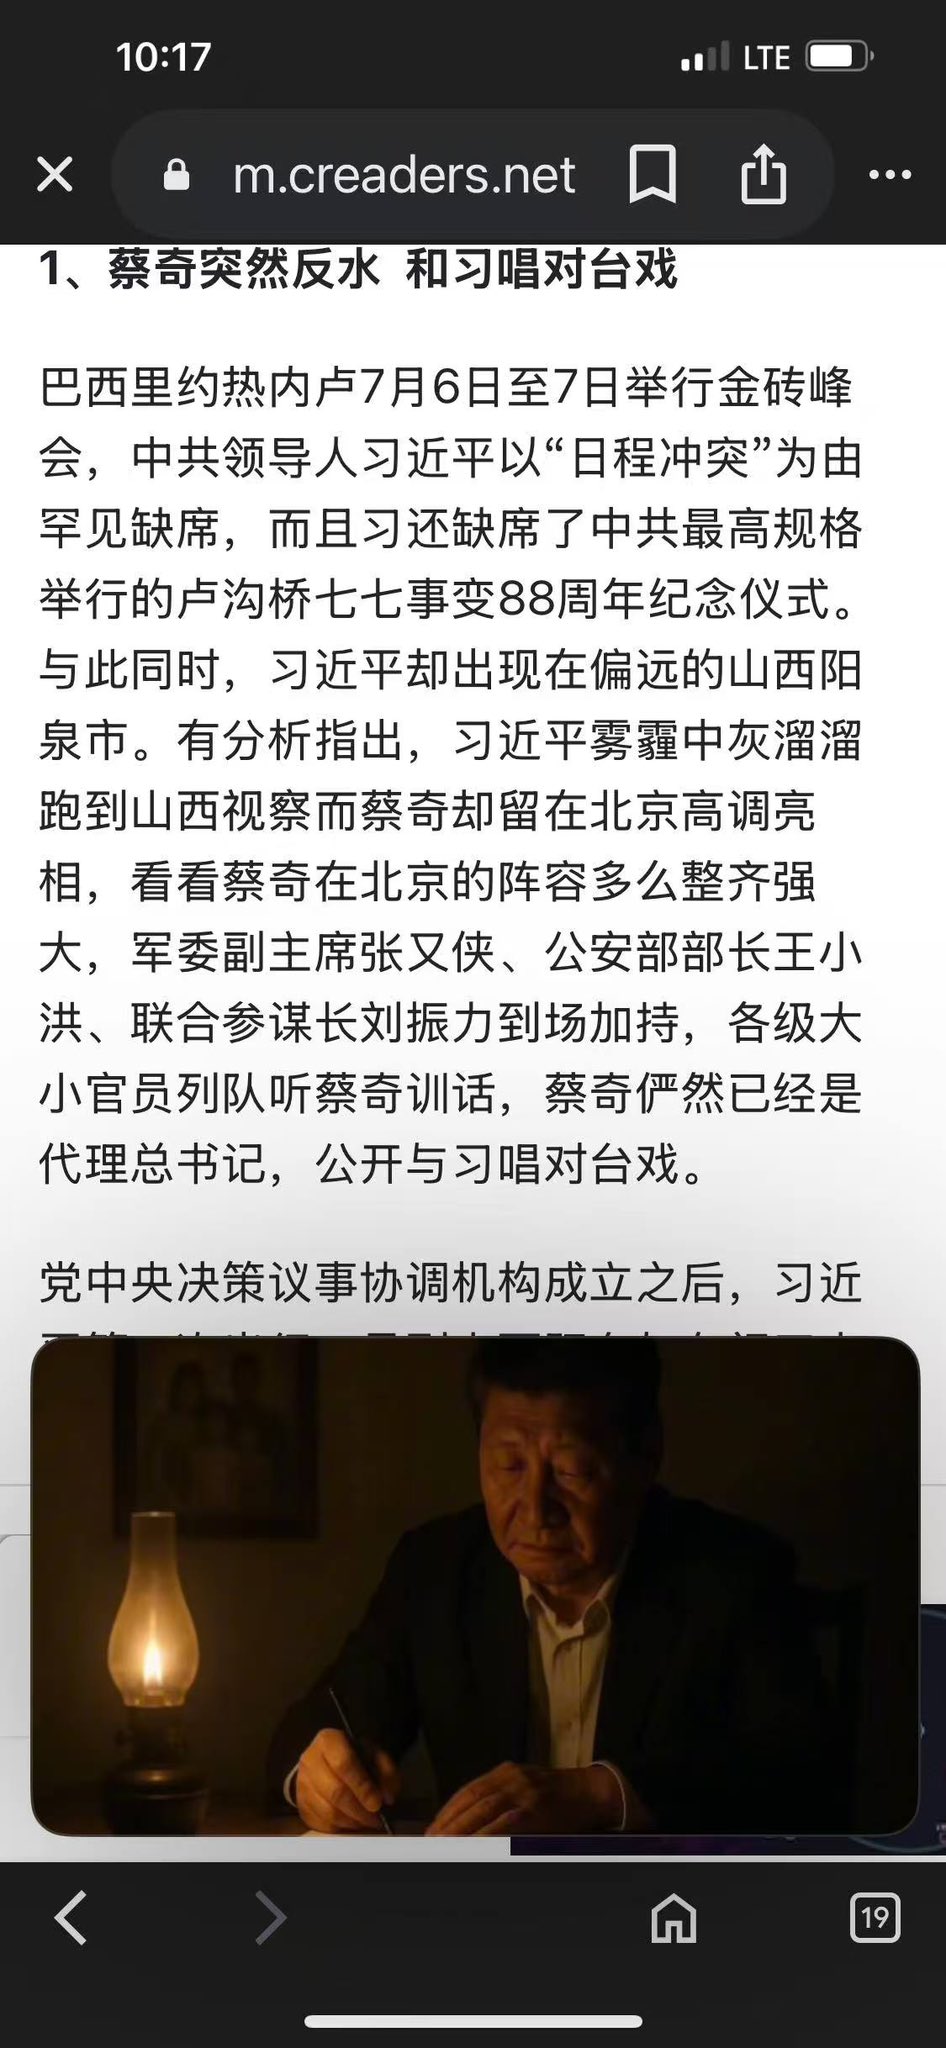 10:17
LTE
m.creaders.net
1、蔡奇突然反水 和习唱对台戏
巴西里约热内卢7月6日至7日举行金砖峰
会，中共领导人习近平以“日程冲突”为由
罕见缺席，而且习还缺席了中共最高规格
举行的卢沟桥七七事变88周年纪念仪式。
与此同时，习近平却出现在偏远的山西阳
泉市。有分析指出，习近平雾霾中灰溜溜
跑到山西视察而蔡奇却留在北京高调亮
相，看看蔡奇在北京的阵容多么整齐强
大，军委副主席张又侠、公安部部长王小
洪、联合参谋长刘振力到场加持，各级大
小官员列队听蔡奇训话，蔡奇俨然已经是
代理总书记，公开与习唱对台戏。
党中央决策议事协调机构成立之后，习近
19